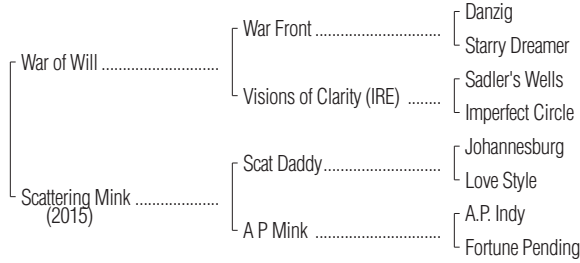 Danzig
War Front ................................
Starry Dreamer
War of Will ..............................
Sadler's Wells
Visions of Clarity (IRE) ........
Imperfect Circle
Johannesburg
Scat Daddy..............................
Love Style
Scattering Mink .....................
(2015)
A.P. Indy
A P Mink ................................
Fortune Pending